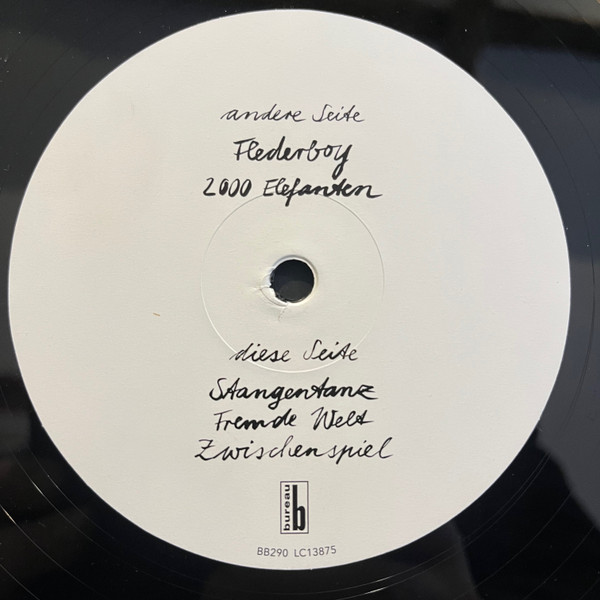 andere Seite
Flederboy
2000 Elefanten
diese Seite
Stangentanz
Fremde Welt
Zwischenspiel
bureau b
BB290 LC13875